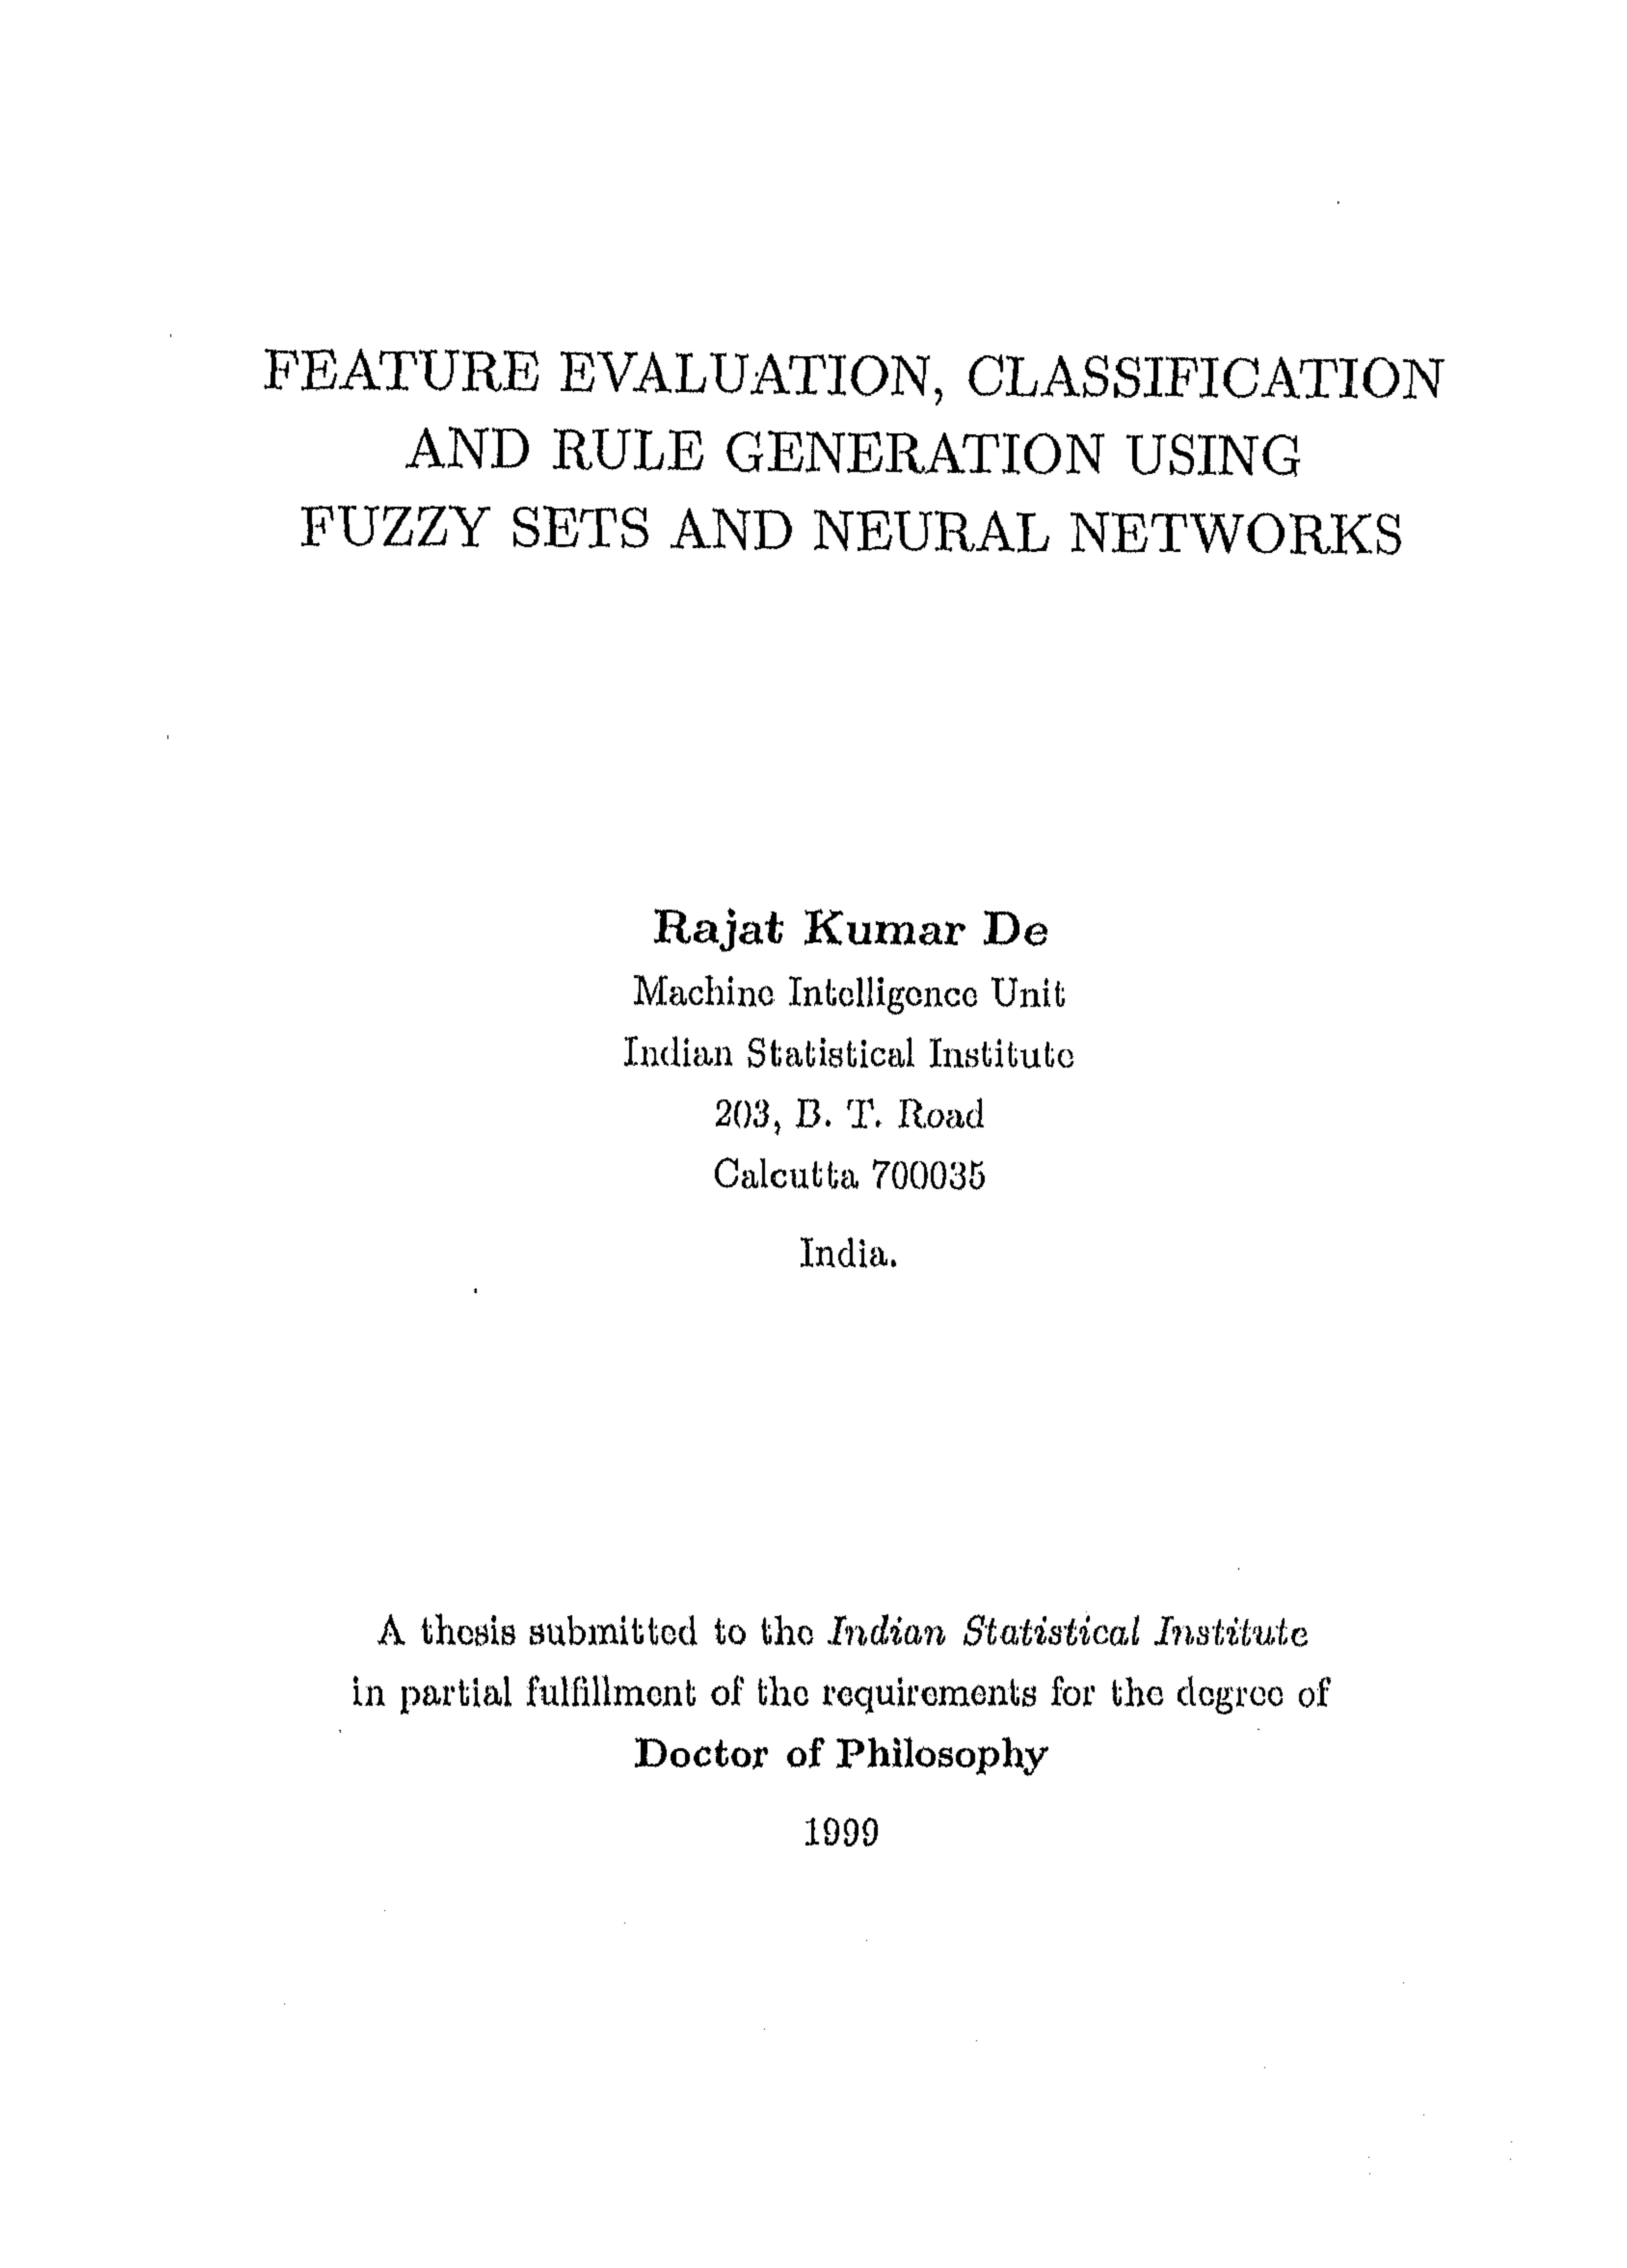 FEATURE EVALUATION, CLASSIFICATION
AND RULE GENERATION USING
FUZZY SETS AND NEURAL NETWORKS
Rajat Kumar De
Machine Intelligence Unit
Indian Statistical Institute
203, B. T. Road
Calcutta 700035
India.
A thesis submitted to the Indian Statistical Institute
in partial fulfillment of the requirements for the degree of
Doctor of Philosophy
1999